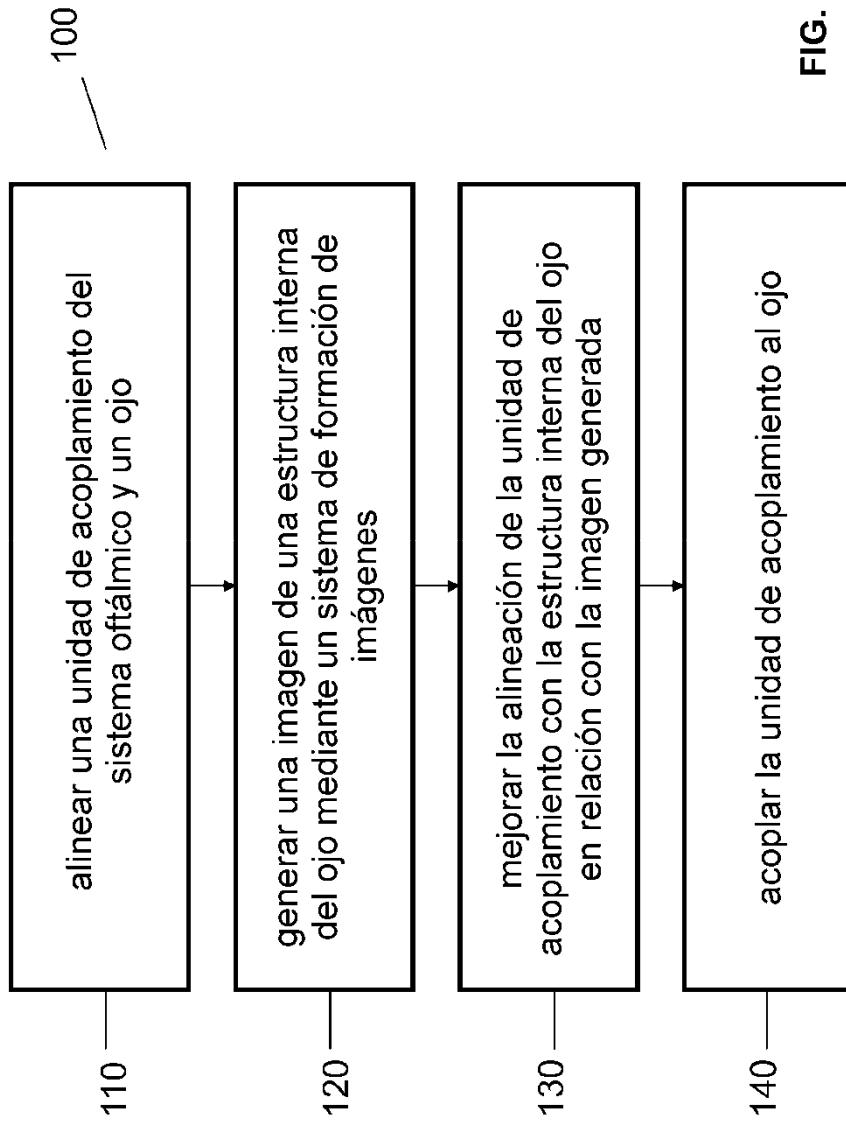 100
110
alinear una unidad de acoplamiento del
sistema oftálmico y un ojo
120
generar una imagen de una estructura interna
del ojo mediante un sistema de formación de
imágenes
130
mejorar la alineación de la unidad de
acoplamiento con la estructura interna del ojo
en relación con la imagen generada
140
acoplar la unidad de acoplamiento al ojo
FIG.